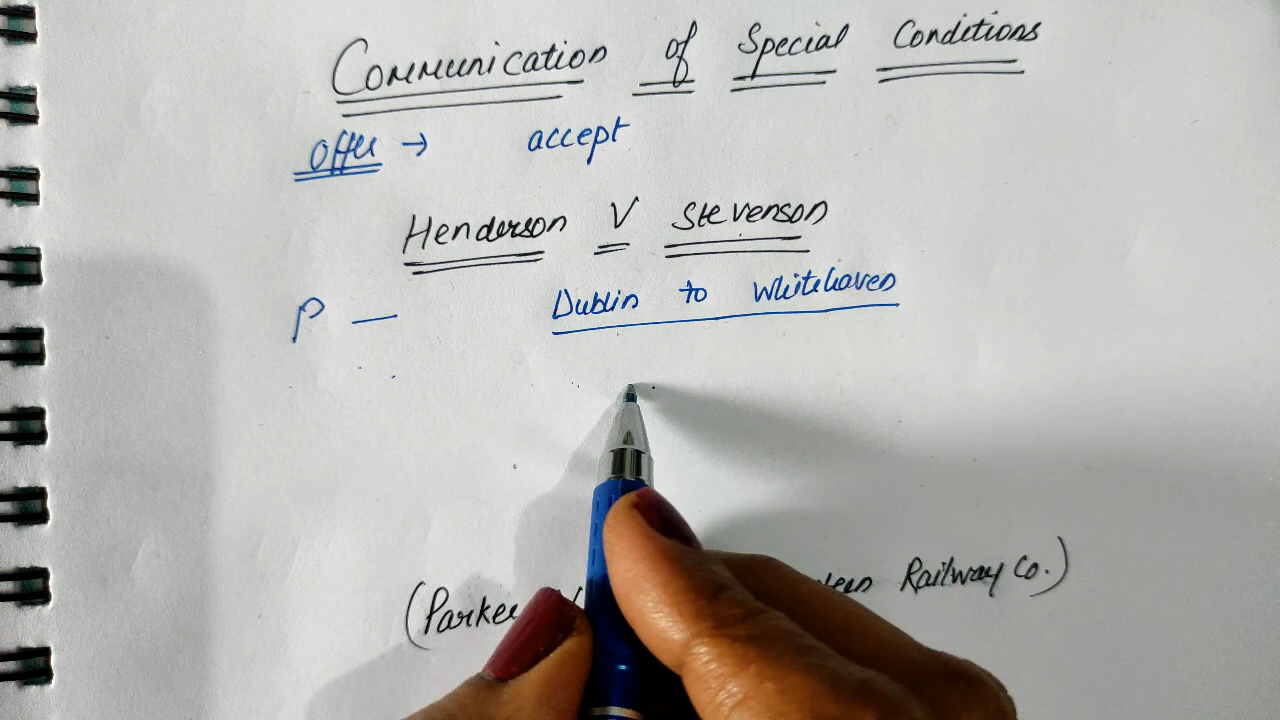 Communication of Special Conditions
Offer → accept
Henderson V Stevenson
P — Dublin to Whitehaven
(Parker V Railway Co.)